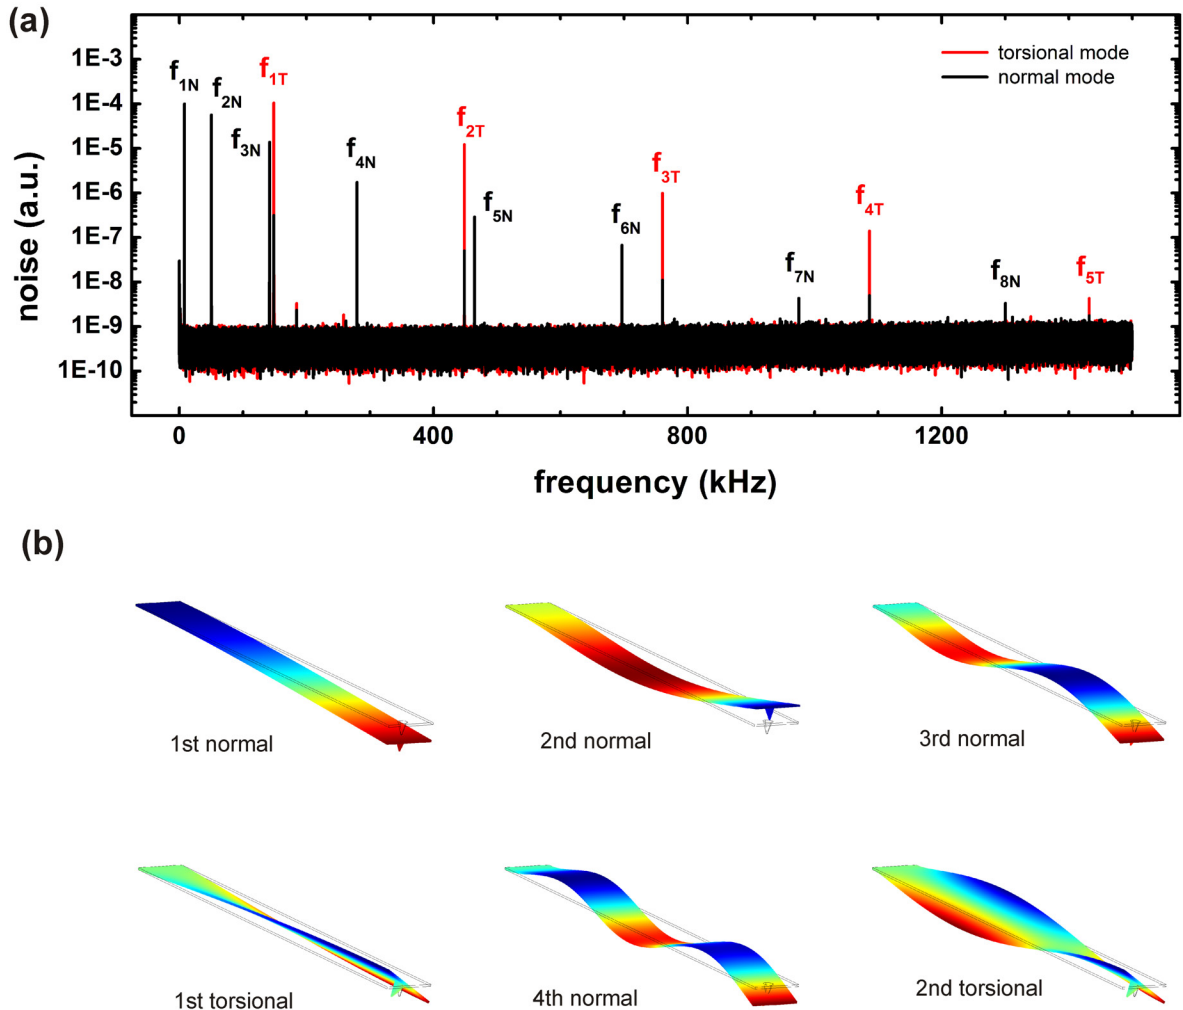 (a)
noise (a.u.)
1E-3
1E-4
1E-5
1E-6
1E-7
1E-8
1E-9
1E-10
f1N
f2N
f3N
f1T
f4N
f2T
f5N
f6N
f3T
f7N
f4T
f8N
f5T
torsional mode
normal mode
0 400 800 1200
frequency (kHz)
(b)
1st normal
2nd normal
3rd normal
1st torsional
4th normal
2nd torsional